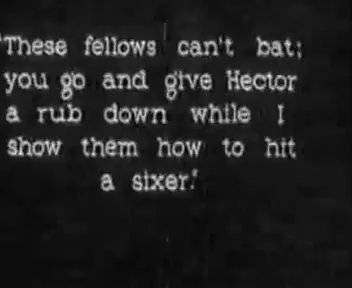 "These fellows can't bat;
you go and give Hector
a rub down while I
show them how to hit
a sixer."